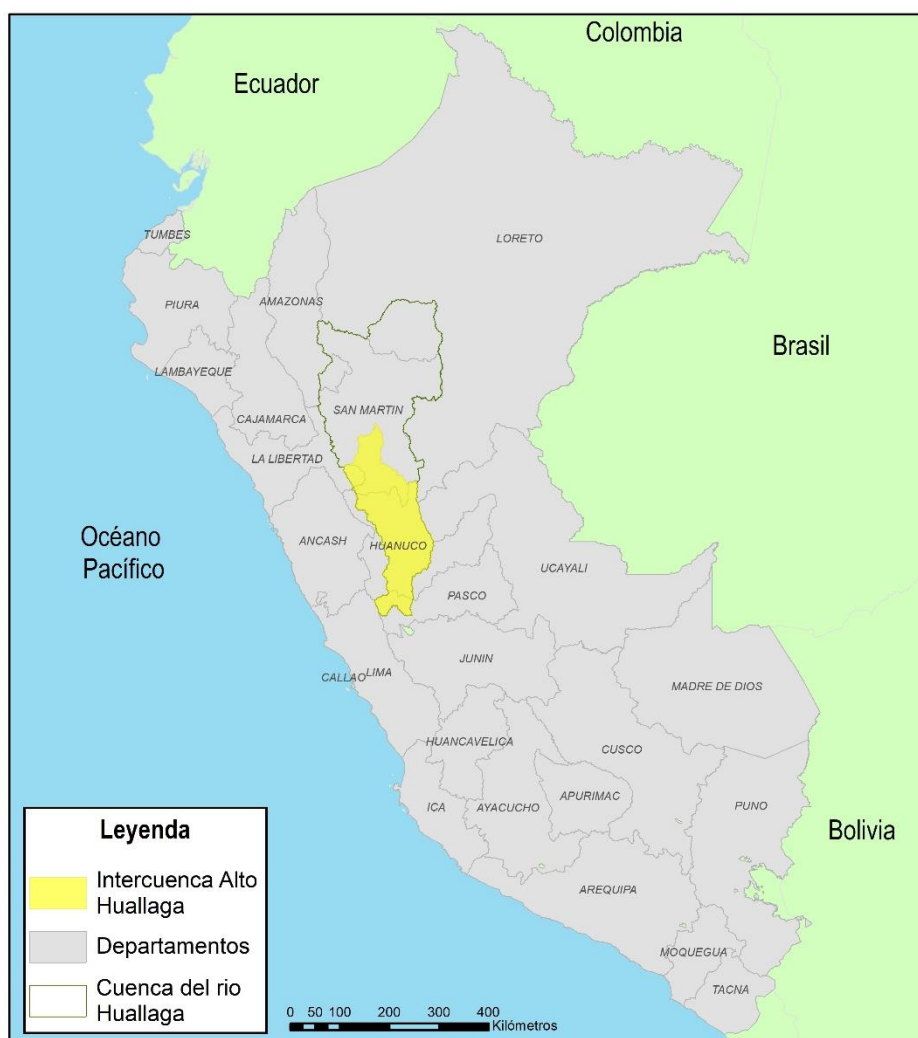 Colombia
Ecuador
TUMBES
LORETO
PIURA
AMAZONAS
Brasil
LAMBAYEQUE
SAN MARTIN
CAJAMARCA
LA LIBERTAD
Océano
Pacífico
ANCASH
HUANUCO
UCAYALI
PASCO
CALLAO
LIMA
JUNIN
MADRE DE DIOS
HUANCAVELICA
CUSCO
ICA
AYACUCHO
APURIMAC
PUNO
Bolivia
AREQUIPA
MOQUEGUA
TACNA
Leyenda
Intercuenca Alto
Huallaga
Departamentos
Cuenca del rio
Huallaga
0 50 100 200 300 400
Kilómetros